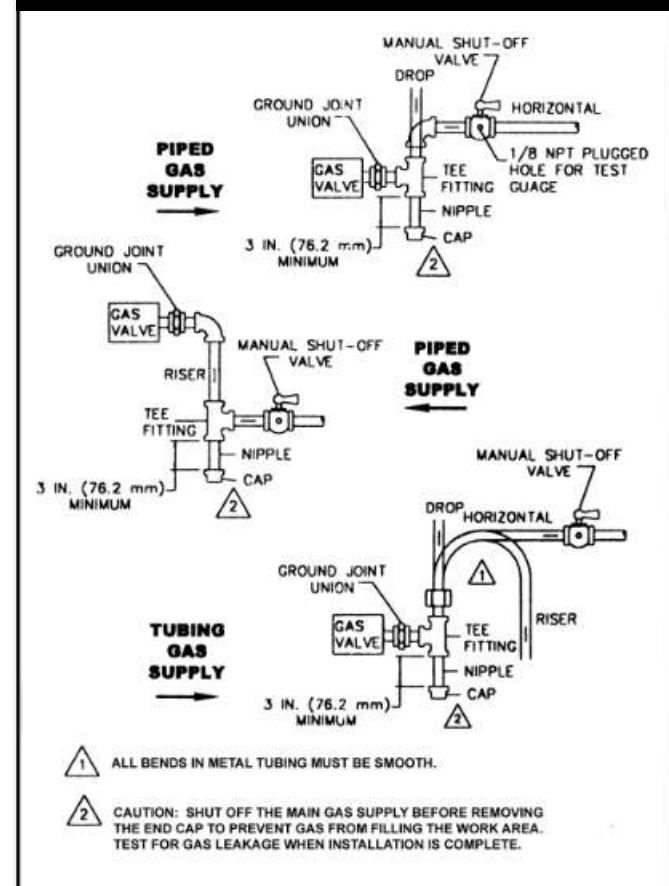 MANUAL SHUT-OFF
VALVE
DROP
GROUND JOINT
UNION
HORIZONTAL
PIPED
GAS
SUPPLY
GAS
VALVE
TEE
FITTING
1/8 NPT PLUGGED
HOLE FOR TEST
GUAGE
NIPPLE
3 IN. (76.2 mm)
MINIMUM
CAP
2
GROUND JOINT
UNION
GAS
VALVE
MANUAL SHUT-OFF
VALVE
PIPED
GAS
SUPPLY
RISER
TEE
FITTING
NIPPLE
3 IN. (76.2 mm)
MINIMUM
CAP
2
MANUAL SHUT-OFF
VALVE
DROP
HORIZONTAL
1
GROUND JOINT
UNION
RISER
TUBING
GAS
SUPPLY
GAS
VALVE
TEE
FITTING
NIPPLE
3 IN. (76.2 mm)
MINIMUM
CAP
2
1 ALL BENDS IN METAL TUBING MUST BE SMOOTH.
2 CAUTION: SHUT OFF THE MAIN GAS SUPPLY BEFORE REMOVING
THE END CAP TO PREVENT GAS FROM FILLING THE WORK AREA.
TEST FOR GAS LEAKAGE WHEN INSTALLATION IS COMPLETE.